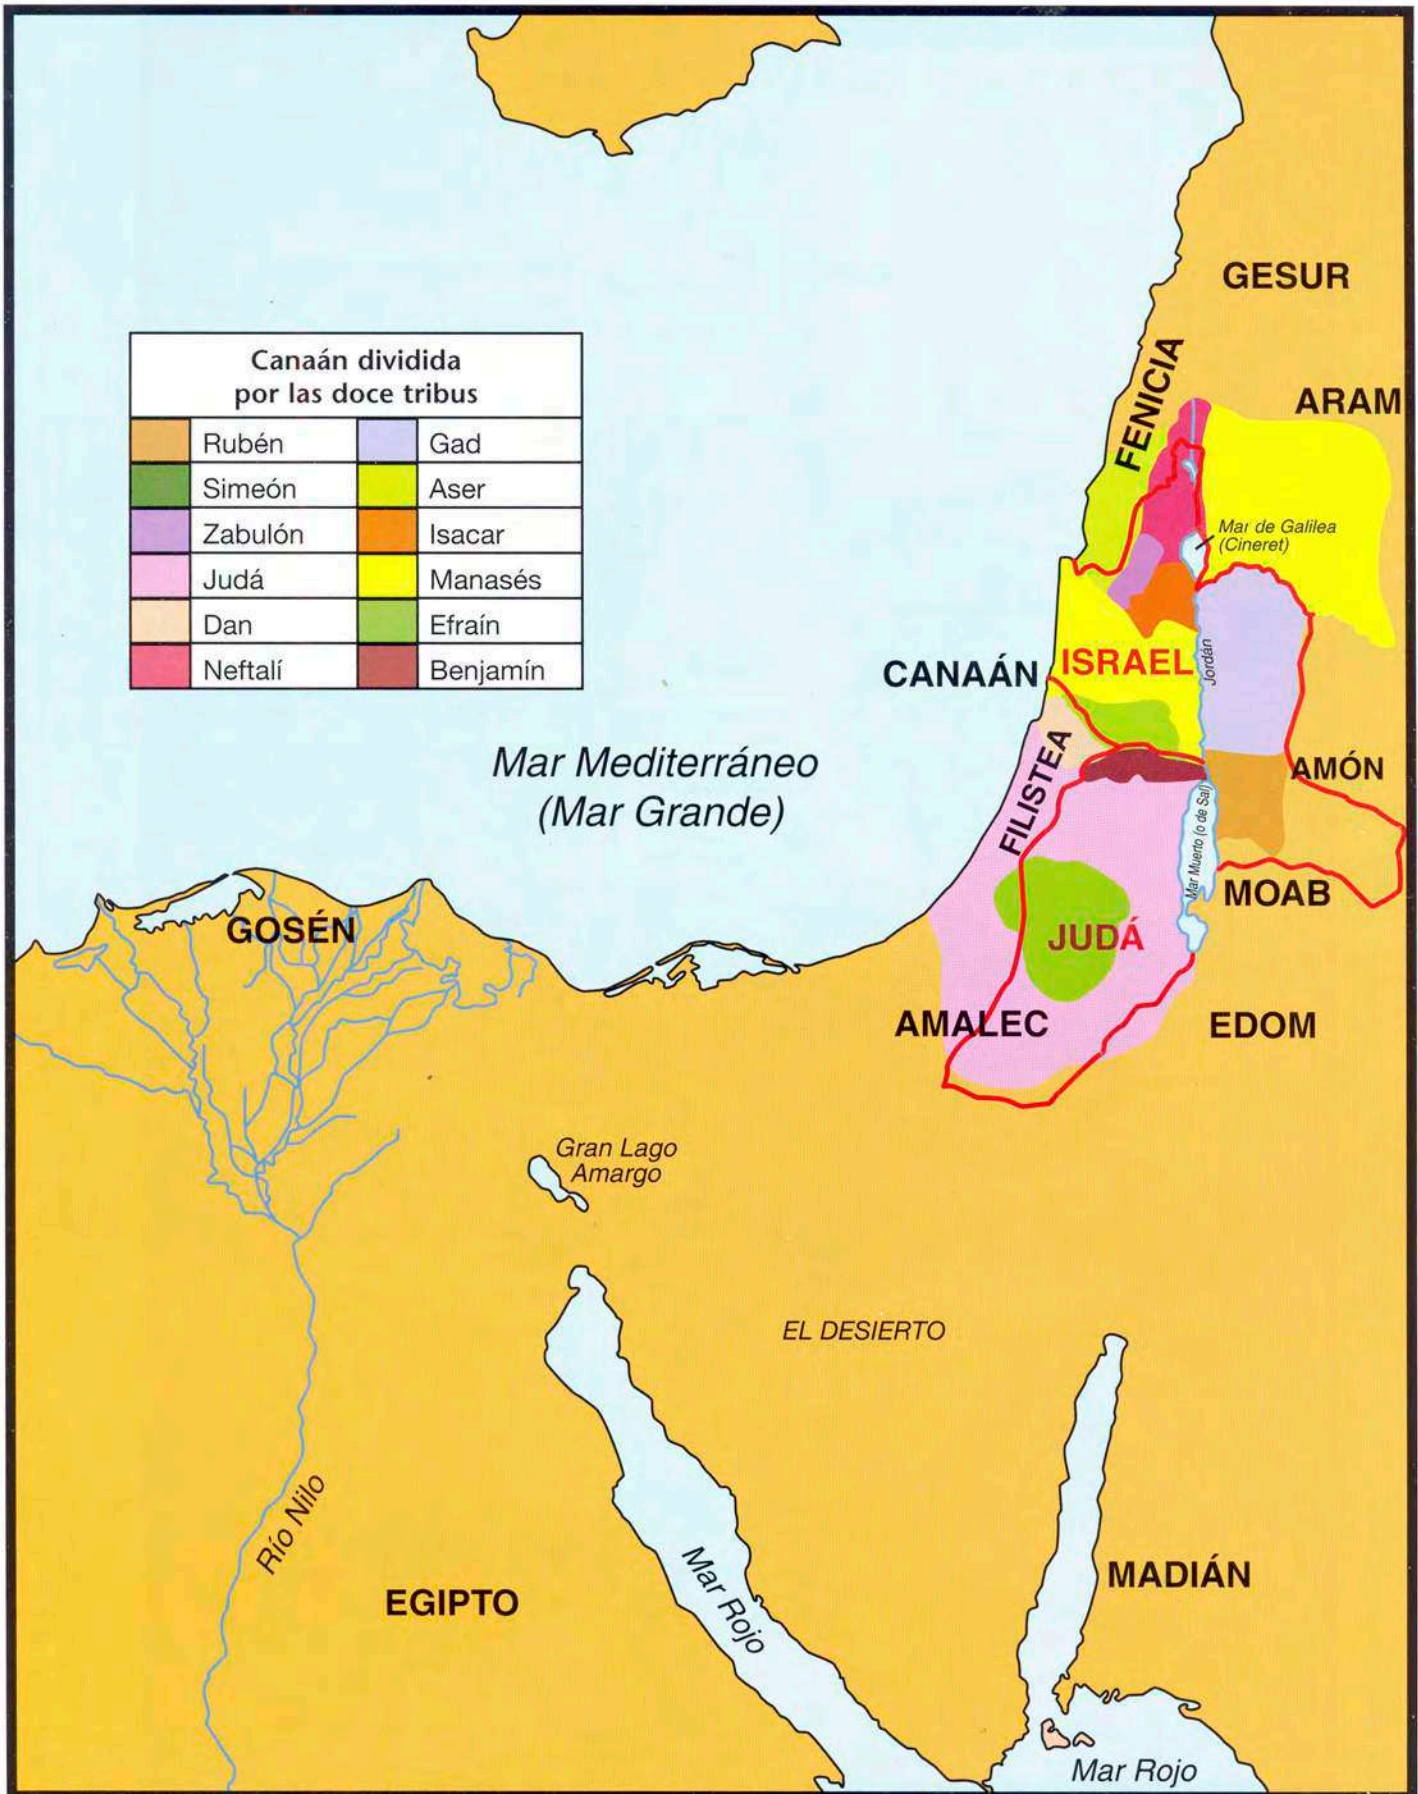 GESUR
FENICIA
ARAM
Canaán dividida
por las doce tribus
Rubén
Gad
Simeón
Aser
Zabulón
Isacar
Judá
Manasés
Dan
Efraín
Neftalí
Benjamín
Mar de Galilea
(Cineret)
CANAÁN
ISRAEL
Jordán
Mar Mediterráneo
(Mar Grande)
FILISTEA
AMÓN
Mar Muerto (o de Sal)
MOAB
GOSÉN
JUDÁ
AMALEC
EDOM
Gran Lago
Amargo
EL DESIERTO
Río Nilo
EGIPTO
Mar Rojo
MADIÁN
Mar Rojo